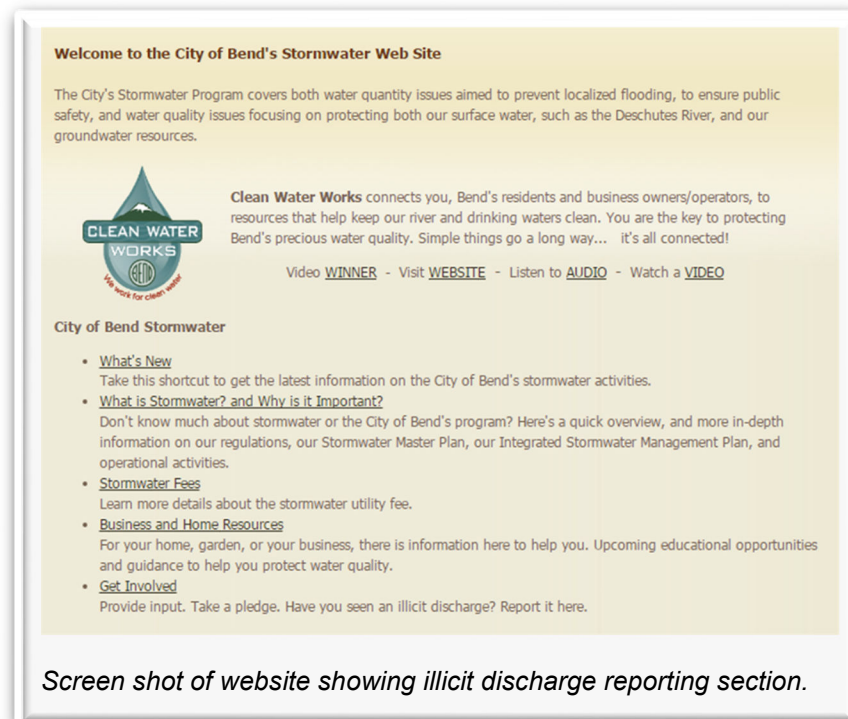 Welcome to the City of Bend's Stormwater Web Site
The City's Stormwater Program covers both water quantity issues aimed to prevent localized flooding, to ensure public
safety, and water quality issues focusing on protecting both our surface water, such as the Deschutes River, and our
groundwater resources.
CLEAN WATER
WORKS
BEND
We work for clean water
Clean Water Works connects you, Bend's residents and business owners/operators, to
resources that help keep our river and drinking waters clean. You are the key to protecting
Bend's precious water quality. Simple things go a long way... it's all connected!
Video WINNER - Visit WEBSITE - Listen to AUDIO - Watch a VIDEO
City of Bend Stormwater
• What's New
Take this shortcut to get the latest information on the City of Bend's stormwater activities.
• What is Stormwater? and Why is it Important?
Don't know much about stormwater or the City of Bend's program? Here's a quick overview, and more in-depth
information on our regulations, our Stormwater Master Plan, our Integrated Stormwater Management Plan, and
operational activities.
• Stormwater Fees
Learn more details about the stormwater utility fee.
• Business and Home Resources
For your home, garden, or your business, there is information here to help you. Upcoming educational opportunities
and guidance to help you protect water quality.
• Get Involved
Provide input. Take a pledge. Have you seen an illicit discharge? Report it here.
Screen shot of website showing illicit discharge reporting section.